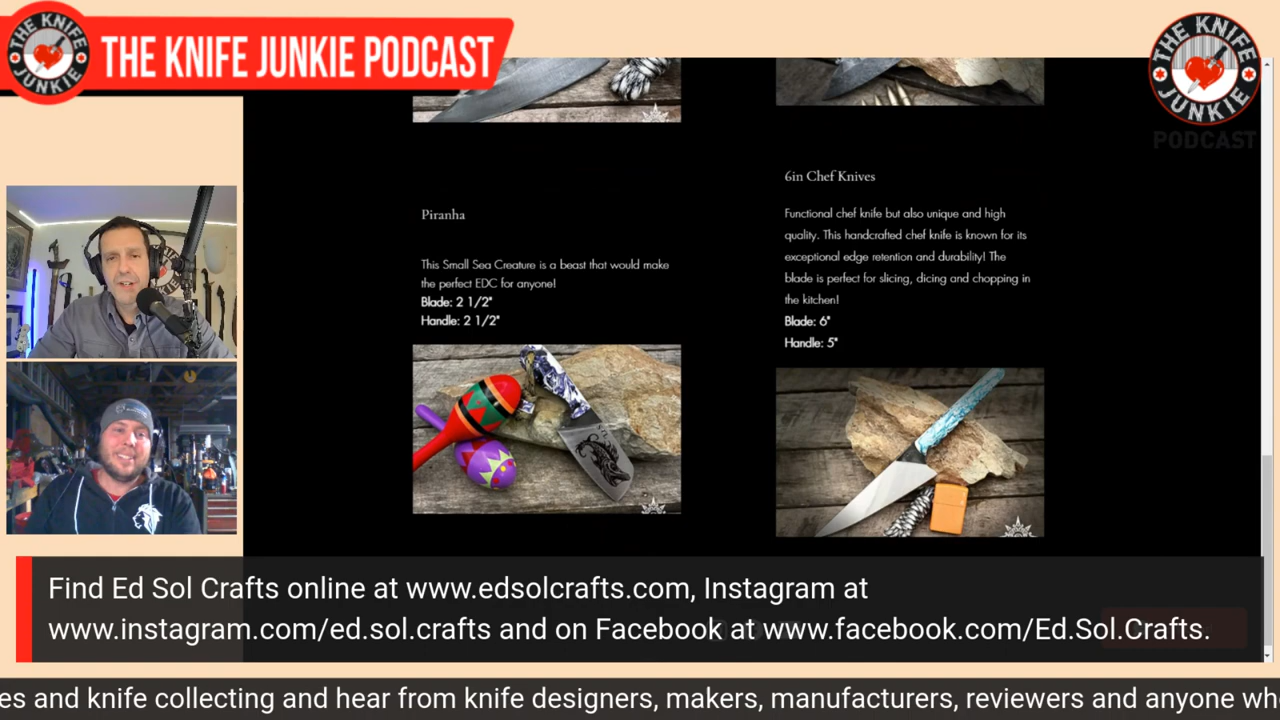 THE KNIFE JUNKIE
THE KNIFE JUNKIE PODCAST
THE KNIFE JUNKIE
PODCAST
Piranha
This Small Sea Creature is a beast that would make
the perfect EDC for anyone!
Blade: 2 1/2"
Handle: 2 1/2"
6in Chef Knives
Functional chef knife but also unique and high
quality. This handcrafted chef knife is known for its
exceptional edge retention and durability! The
blade is perfect for slicing, dicing and chopping in
the kitchen!
Blade: 6"
Handle: 5"
Find Ed Sol Crafts online at www.edsolcrafts.com, Instagram at
www.instagram.com/ed.sol.crafts and on Facebook at www.facebook.com/Ed.Sol.Crafts.
es and knife collecting and hear from knife designers, makers, manufacturers, reviewers and anyone wh